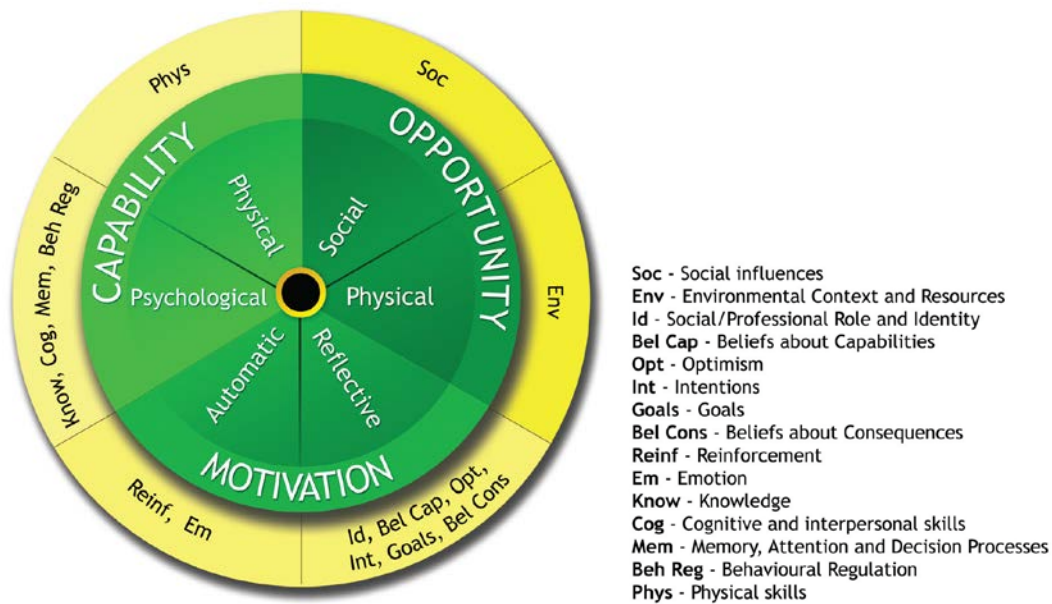 Phys
Soc
CAPABILITY
OPPORTUNITY
Physical
Social
Know, Cog, Mem, Beh Reg
Psychological
Physical
Env
Automatic
Reflective
MOTIVATION
Reinf, Em
Id, Bel Cap, Opt,
Int, Goals, Bel Cons
Soc - Social influences
Env - Environmental Context and Resources
Id - Social/Professional Role and Identity
Bel Cap - Beliefs about Capabilities
Opt - Optimism
Int - Intentions
Goals - Goals
Bel Cons - Beliefs about Consequences
Reinf - Reinforcement
Em - Emotion
Know - Knowledge
Cog - Cognitive and interpersonal skills
Mem - Memory, Attention and Decision Processes
Beh Reg - Behavioural Regulation
Phys - Physical skills